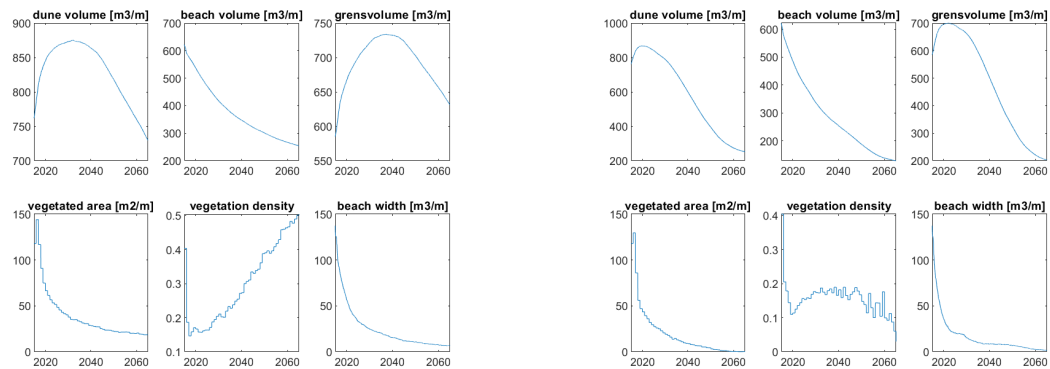 dune volume [m3/m] beach volume [m3/m] grensvolume [m3/m] dune volume [m3/m] beach volume [m3/m] grensvolume [m3/m]
900 700 750 1000 600
850 600 700 800 500 600
800 500 650 600 400 500
750 400 600 400 300 400
700 300 550 200 200 300
200 200
2020 2040 2060 2020 2040 2060 2020 2040 2060 2020 2040 2060 2020 2040 2060 2020 2040 2060
vegetated area [m2/m] vegetation density beach width [m3/m] vegetated area [m2/m] vegetation density beach width [m3/m]
150 0.5 150 150 0.4 150
100 0.4 100 100 0.3 100
0.3 0.2
50 0.2 50 50 0.1 50
0 0.1 0 0 0 0
2020 2040 2060 2020 2040 2060 2020 2040 2060 2020 2040 2060 2020 2040 2060 2020 2040 2060